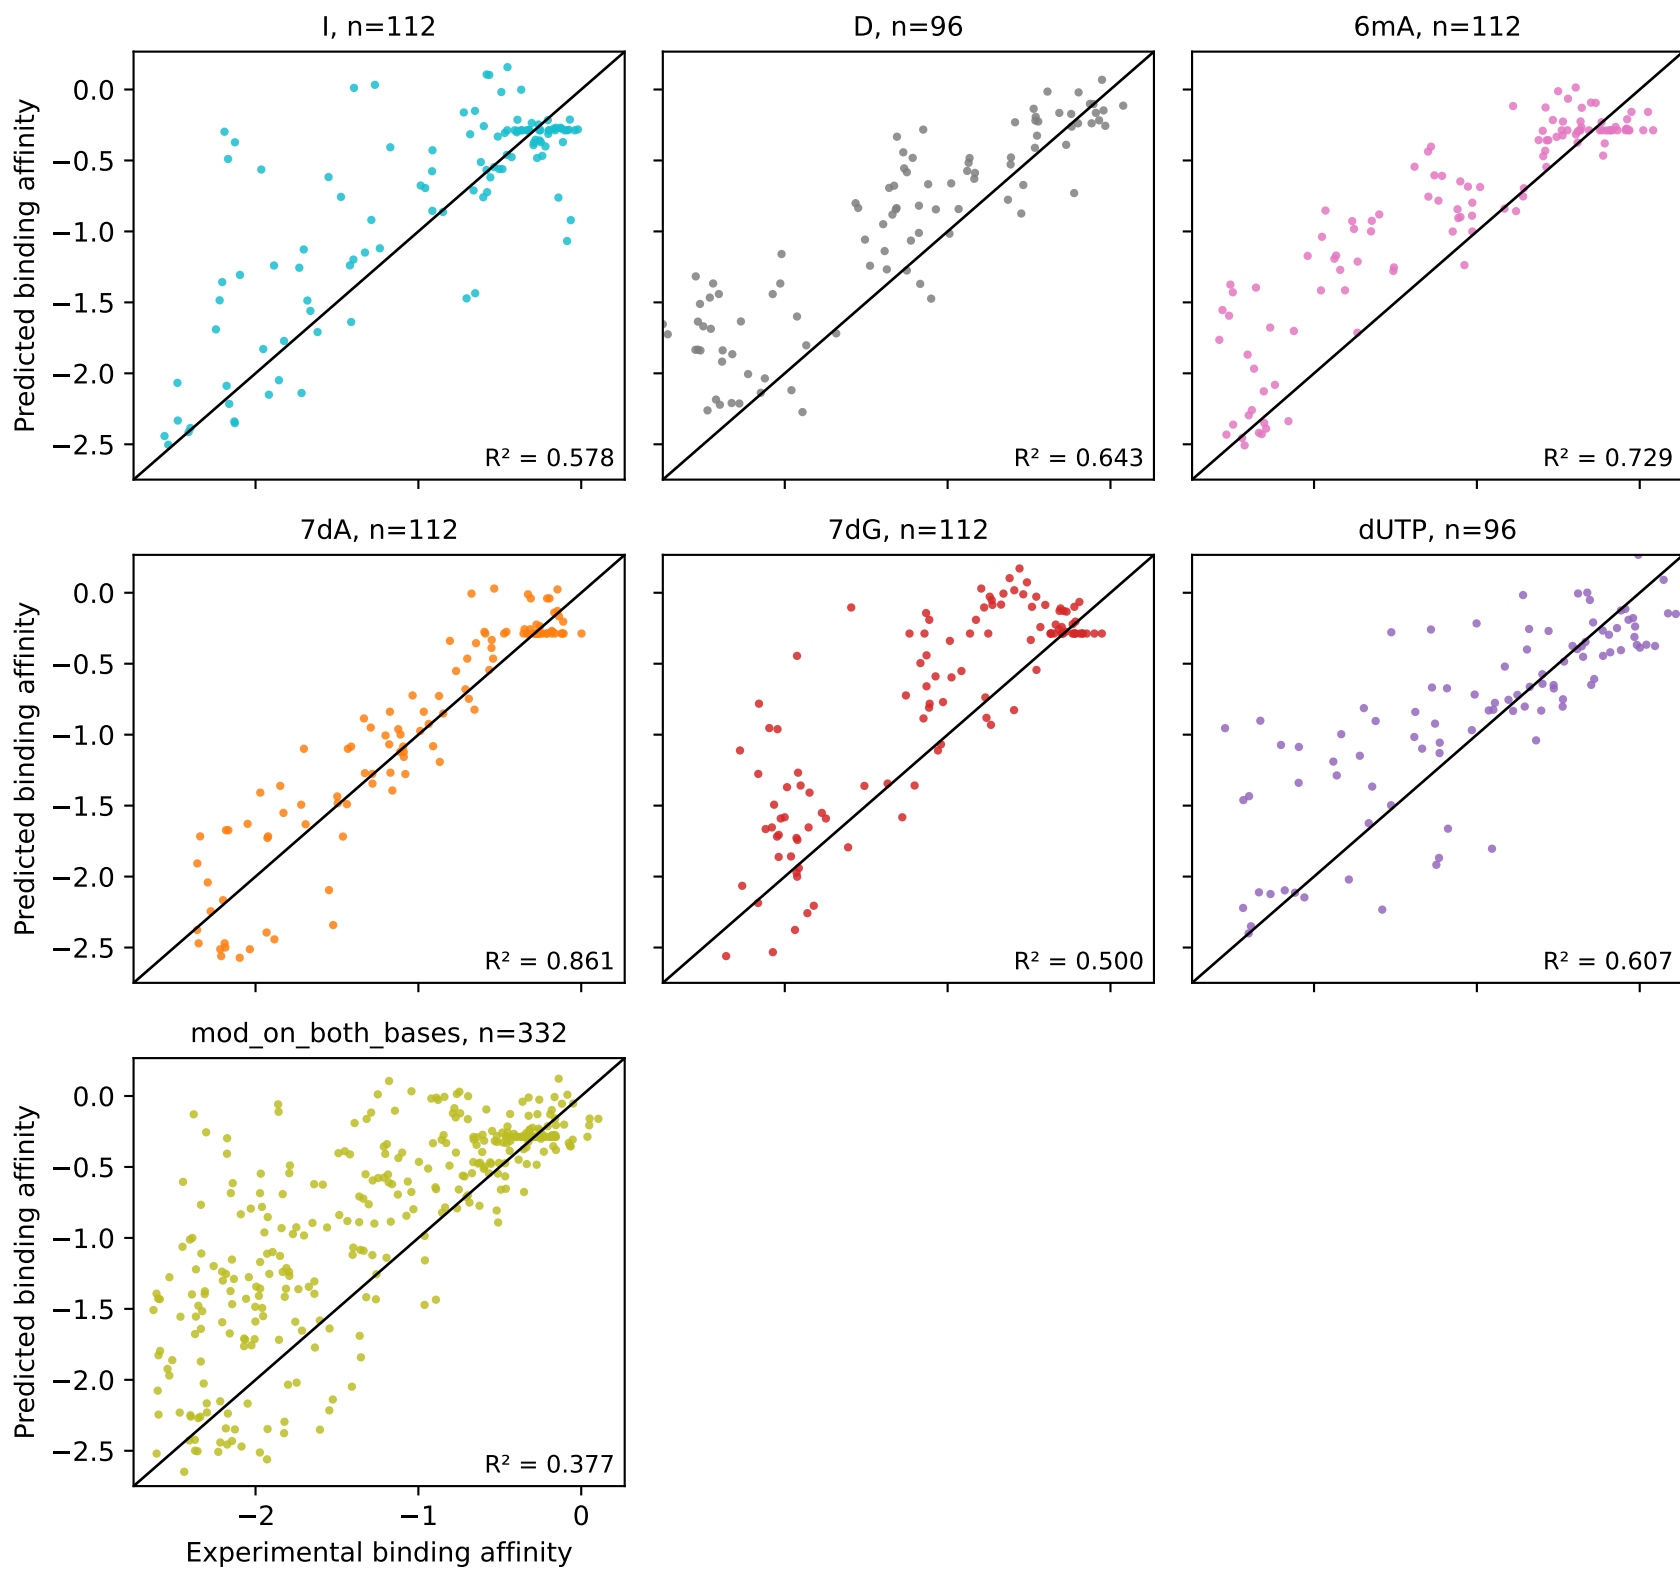 I, n=112
D, n=96
6mA, n=112
Predicted binding affinity
0.0
−0.5
−1.0
−1.5
−2.0
−2.5
R² = 0.578
R² = 0.643
R² = 0.729
7dA, n=112
7dG, n=112
dUTP, n=96
Predicted binding affinity
0.0
−0.5
−1.0
−1.5
−2.0
−2.5
R² = 0.861
R² = 0.500
R² = 0.607
mod_on_both_bases, n=332
Predicted binding affinity
0.0
−0.5
−1.0
−1.5
−2.0
−2.5
R² = 0.377
−2
−1
0
Experimental binding affinity